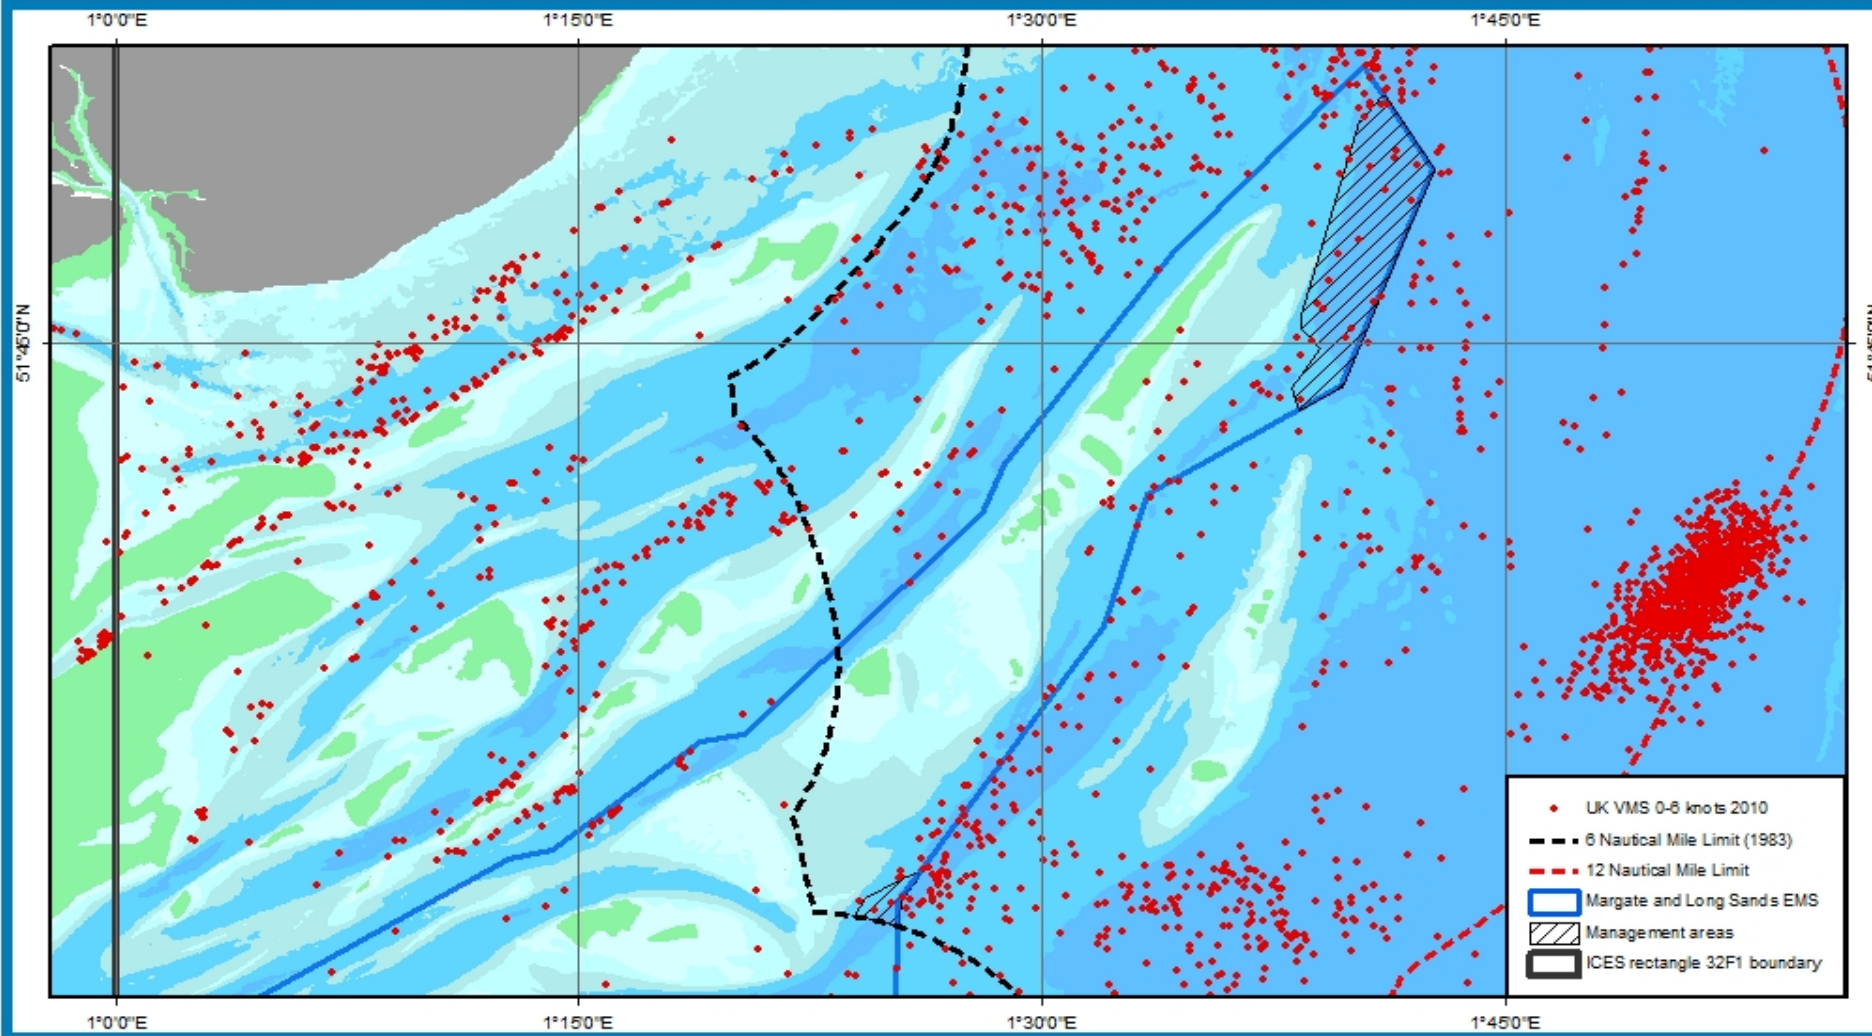 1°0'0"E 1°15'0"E 1°30'0"E 1°45'0"E
51°45'0"N
UK VMS 0-6 knots 2010
6 Nautical Mile Limit (1983)
12 Nautical Mile Limit
Margate and Long Sands EMS
Management areas
ICES rectangle 32F1 boundary
1°0'0"E 1°15'0"E 1°30'0"E 1°45'0"E